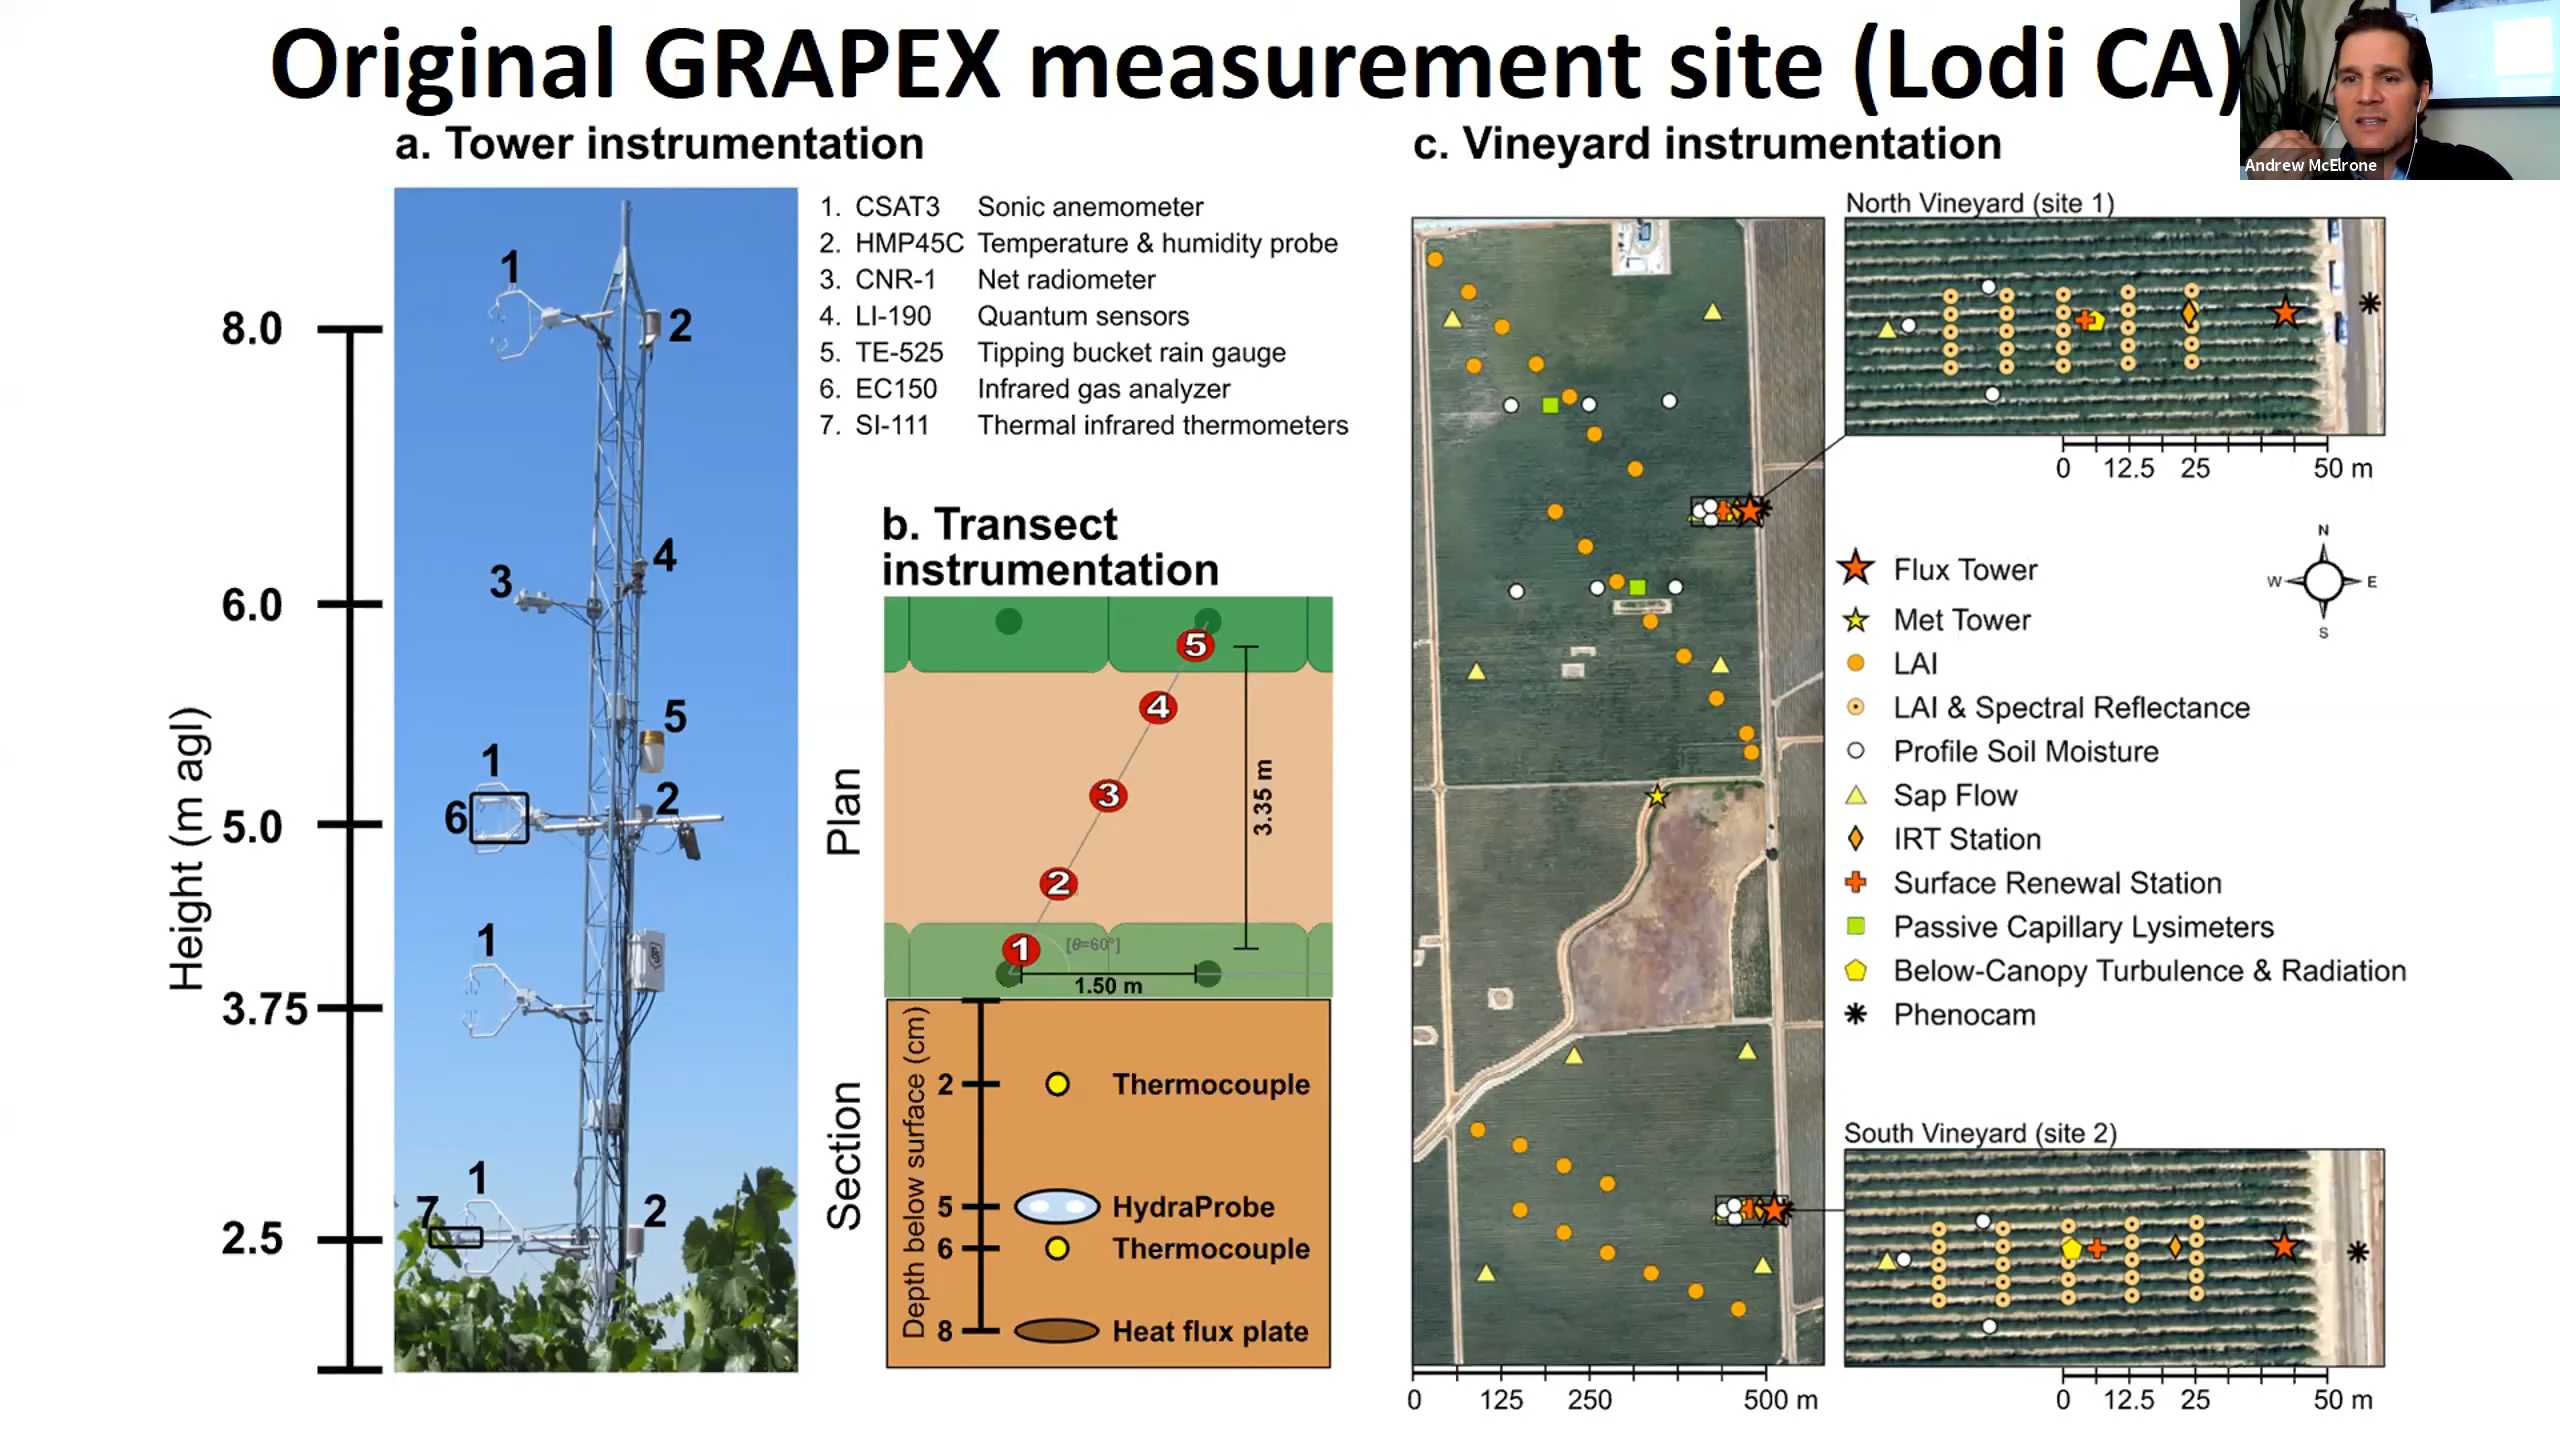 Original GRAPEX measurement site (Lodi CA)
Andrew McElrone
a. Tower instrumentation
1. CSAT3 Sonic anemometer
2. HMP45C Temperature & humidity probe
3. CNR-1 Net radiometer
4. LI-190 Quantum sensors
5. TE-525 Tipping bucket rain gauge
6. EC150 Infrared gas analyzer
7. SI-111 Thermal infrared thermometers
Height (m agl)
8.0
6.0
5.0
3.75
2.5
1
2
3
4
5
1
6
2
1
1
7
2
b. Transect
instrumentation
Plan
5
4
3
2
1
[θ=60°]
3.35 m
1.50 m
Section
Depth below surface (cm)
2 Thermocouple
5 HydraProbe
6 Thermocouple
8 Heat flux plate
c. Vineyard instrumentation
0 125 250 500 m
North Vineyard (site 1)
0 12.5 25 50 m
N
W E
S
Flux Tower
Met Tower
LAI
LAI & Spectral Reflectance
Profile Soil Moisture
Sap Flow
IRT Station
Surface Renewal Station
Passive Capillary Lysimeters
Below-Canopy Turbulence & Radiation
Phenocam
South Vineyard (site 2)
0 12.5 25 50 m